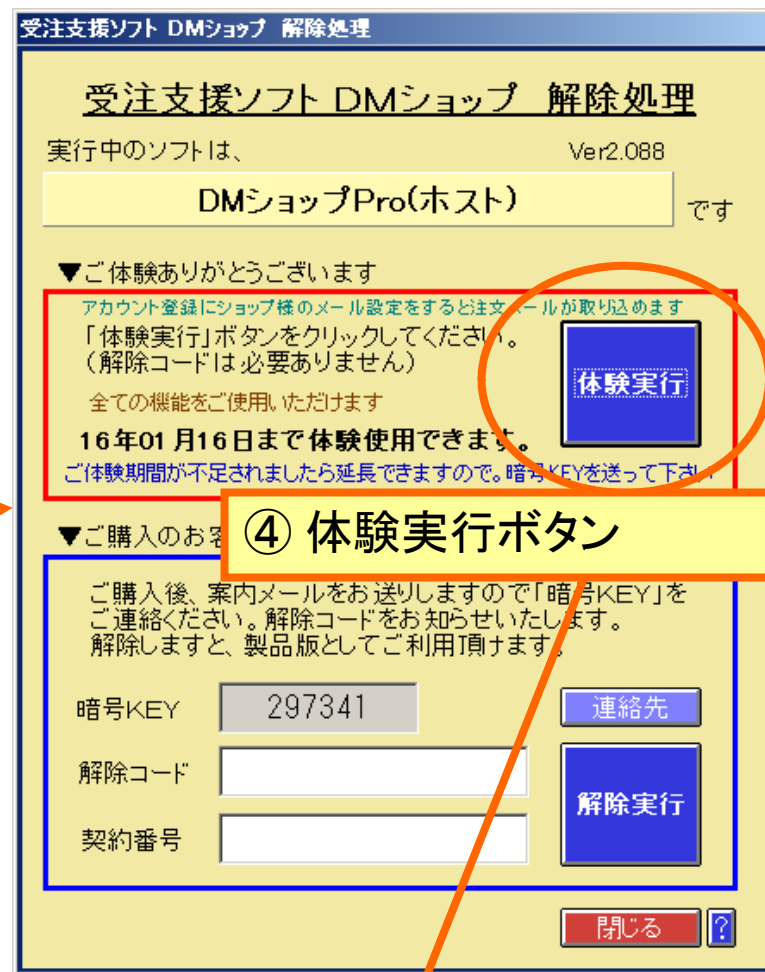 受注支援ソフト DMショップ 解除処理
受注支援ソフト DMショップ 解除処理
実行中のソフトは、 Ver2.088
DMショップPro(ホスト) です
▼ご体験ありがとうございます
アカウント登録にショップ様のメール設定をすると注文メールが取り込めます
「体験実行」ボタンをクリックしてください。
(解除コードは必要ありません)
体験実行
全ての機能をご使用いただけます
16年01月16日まで体験使用できます。
ご体験期間が不足されましたら延長できますので。暗号KEYを送って下さい
④ 体験実行ボタン
▼ご購入のお
ご購入後、案内メールをお送りしますので「暗号KEY」を
ご連絡ください。解除コードをお知らせいたします。
解除しますと、製品版としてご利用頂けます。
暗号KEY 297341 連絡先
解除コード
解除実行
契約番号
閉じる ?